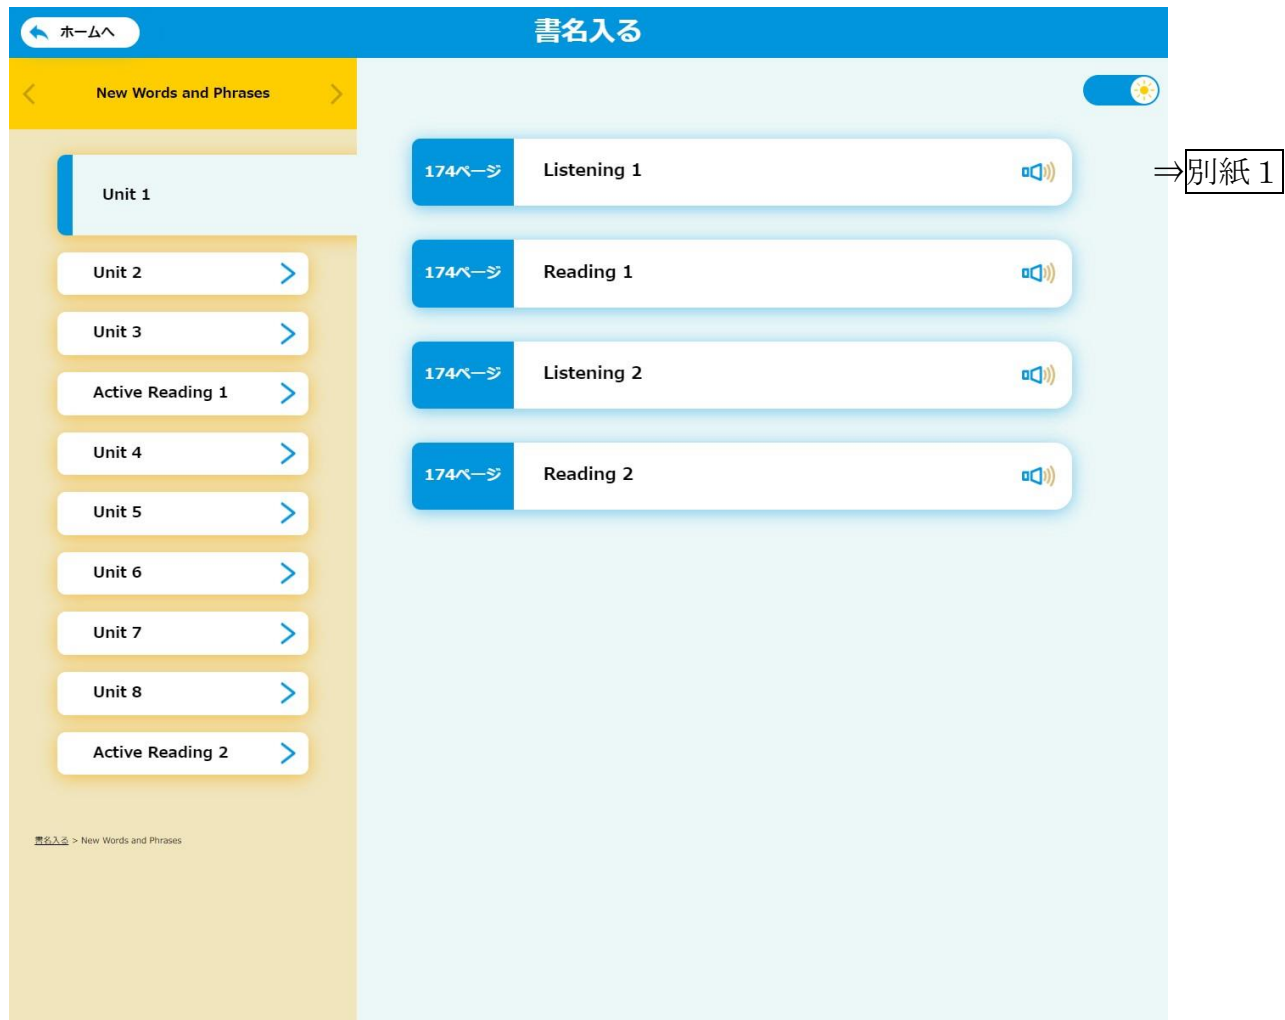 ホームへ
書名入る
New Words and Phrases
Unit 1
Unit 2
Unit 3
Active Reading 1
Unit 4
Unit 5
Unit 6
Unit 7
Unit 8
Active Reading 2
書名入る > New Words and Phrases
174ページ Listening 1
174ページ Reading 1
174ページ Listening 2
174ページ Reading 2
⇒別紙１